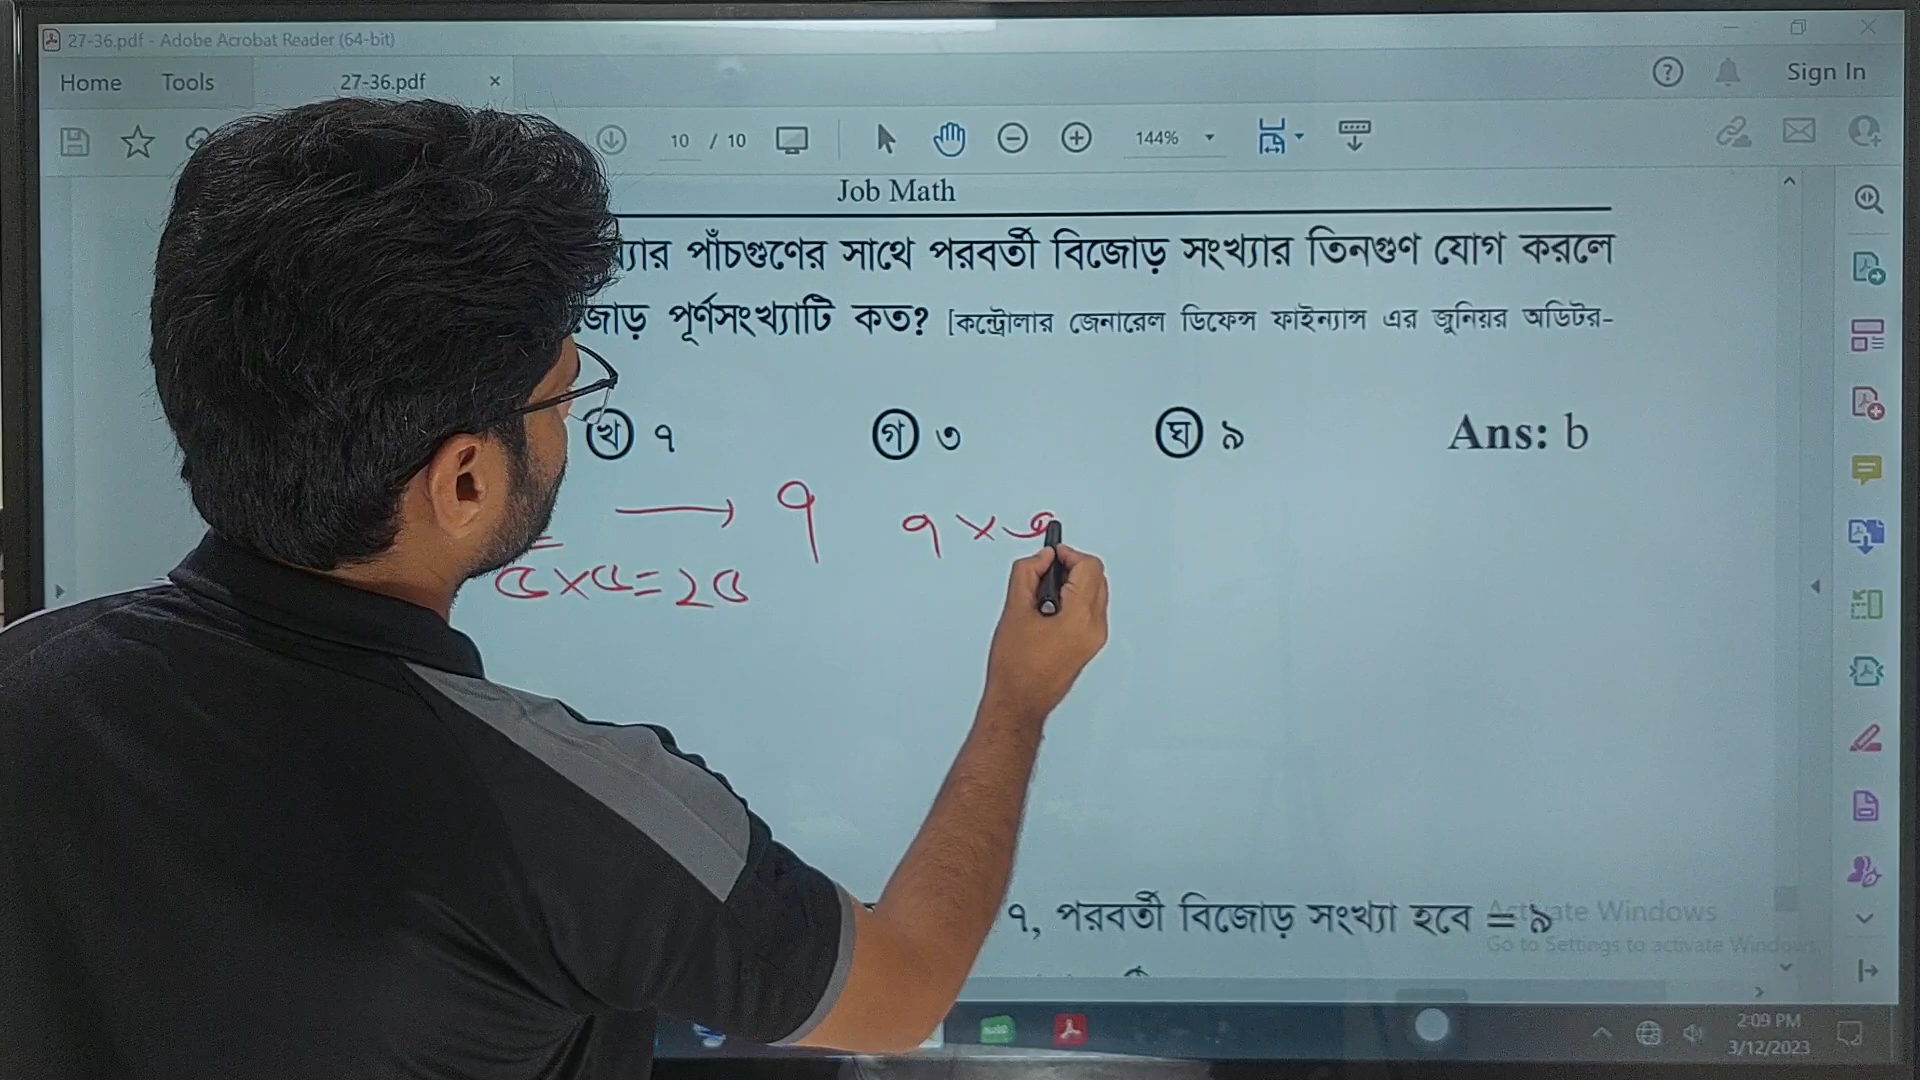 27-36.pdf - Adobe Acrobat Reader (64-bit)
Home Tools 27-36.pdf × Sign In
10 / 10 144%
Job Math
পাঁচগুণের সাথে পরবর্তী বিজোড় সংখ্যার তিনগুণ যোগ করলে
পূর্ণসংখ্যাটি কত? [কন্ট্রোলার জেনারেল ডিফেন্স ফাইন্যান্স এর জুনিয়র অডিটর-
খ ৭ গ ৩ ঘ ৯ Ans: b
→ ৭ ৭ × ৩
৫×৫=২৫
৭, পরবর্তী বিজোড় সংখ্যা হবে = ৯
Activate Windows
Go to Settings to activate Windows.
2:09 PM
3/12/2023